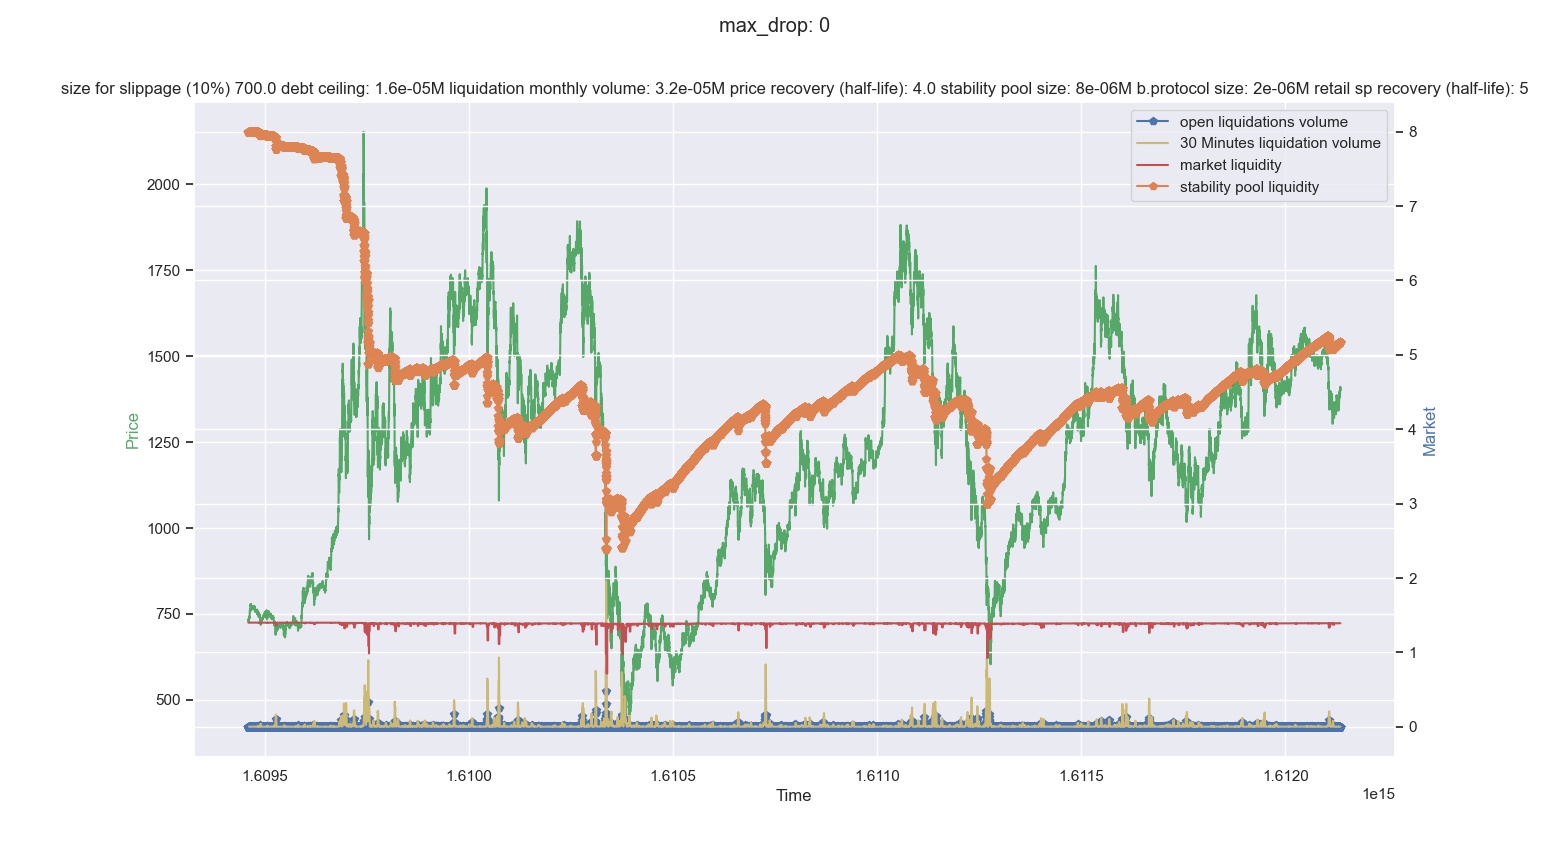 max_drop: 0
size for slippage (10%) 700.0 debt ceiling: 1.6e-05M liquidation monthly volume: 3.2e-05M price recovery (half-life): 4.0 stability pool size: 8e-06M b.protocol size: 2e-06M retail sp recovery (half-life): 5
open liquidations volume
30 Minutes liquidation volume
market liquidity
stability pool liquidity
2000
1750
1500
1250
1000
750
500
Price
8
7
6
5
4
3
2
1
0
Market
1.6095
1.6100
1.6105
1.6110
1.6115
1.6120
Time
1e15